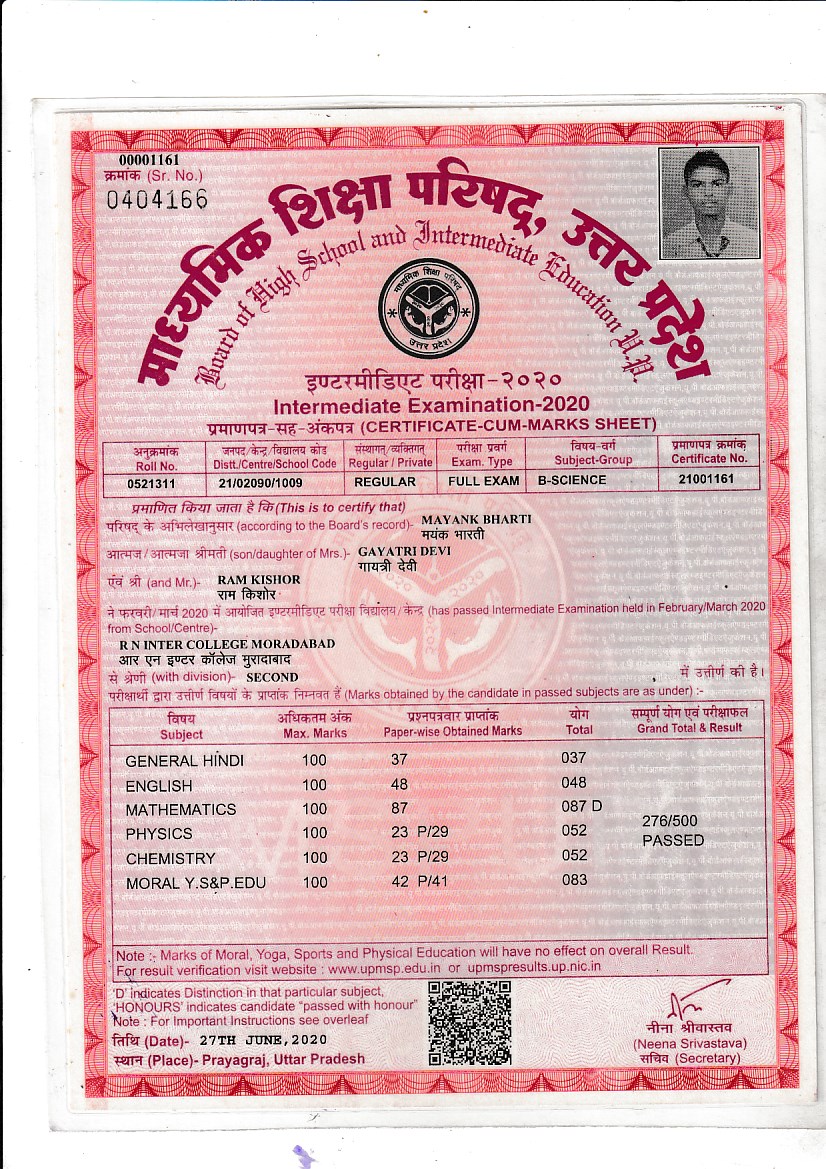 00001161
क्रमांक (Sr. No.)
0404166
माध्यमिक शिक्षा परिषद्, उत्तर प्रदेश
Board of High School and Intermediate Education U.P.
माध्यमिक शिक्षा परिषद्
उत्तर प्रदेश
इण्टरमीडिएट परीक्षा-२०२०
Intermediate Examination-2020
प्रमाणपत्र-सह-अंकपत्र (CERTIFICATE-CUM-MARKS SHEET)
अनुक्रमांक जनपद/केन्द्र/विद्यालय कोड संस्थागत/व्यक्तिगत परीक्षा प्रवर्ग विषय-वर्ग प्रमाणपत्र क्रमांक
Roll No. Distt./Centre/School Code Regular / Private Exam. Type Subject-Group Certificate No.
0521311 21/02090/1009 REGULAR FULL EXAM B-SCIENCE 21001161
प्रमाणित किया जाता है कि (This is to certify that)
परिषद के अभिलेखानुसार (according to the Board's record)- MAYANK BHARTI
मयंक भारती
आत्मज/आत्मजा श्रीमती (son/daughter of Mrs.)- GAYATRI DEVI
गायत्री देवी
एंवं श्री (and Mr.)- RAM KISHOR
राम किशोर
ने फरवरी/मार्च 2020 में आयोजित इण्टरमीडिएट परीक्षा विद्यालय/केन्द्र (has passed Intermediate Examination held in February/March 2020
from School/Centre)-
R N INTER COLLEGE MORADABAD
आर एन इण्टर कॉलेज मुरादाबाद
से श्रेणी (with division)- SECOND में उत्तीर्ण की है।
परीक्षार्थी द्वारा उत्तीर्ण विषयों के प्राप्तांक निम्नवत हैं (Marks obtained by the candidate in passed subjects are as under) :-
विषय अधिकतम अंक प्रश्नपत्रवार प्राप्तांक योग सम्पूर्ण योग एवं परीक्षाफल
Subject Max. Marks Paper-wise Obtained Marks Total Grand Total & Result
GENERAL HINDI 100 37 037
ENGLISH 100 48 048
MATHEMATICS 100 87 087 D
276/500
PHYSICS 100 23 P/29 052
PASSED
CHEMISTRY 100 23 P/29 052
MORAL Y.S&P.EDU 100 42 P/41 083
Note :- Marks of Moral, Yoga, Sports and Physical Education will have no effect on overall Result.
For result verification visit website : www.upmsp.edu.in or upmspresults.up.nic.in
'D' indicates Distinction in that particular subject,
'HONOURS' indicates candidate "passed with honour"
Note : For Important Instructions see overleaf
तिथि (Date)- 27TH JUNE,2020
स्थान (Place)- Prayagraj, Uttar Pradesh
नीना श्रीवास्तव
(Neena Srivastava)
सचिव (Secretary)